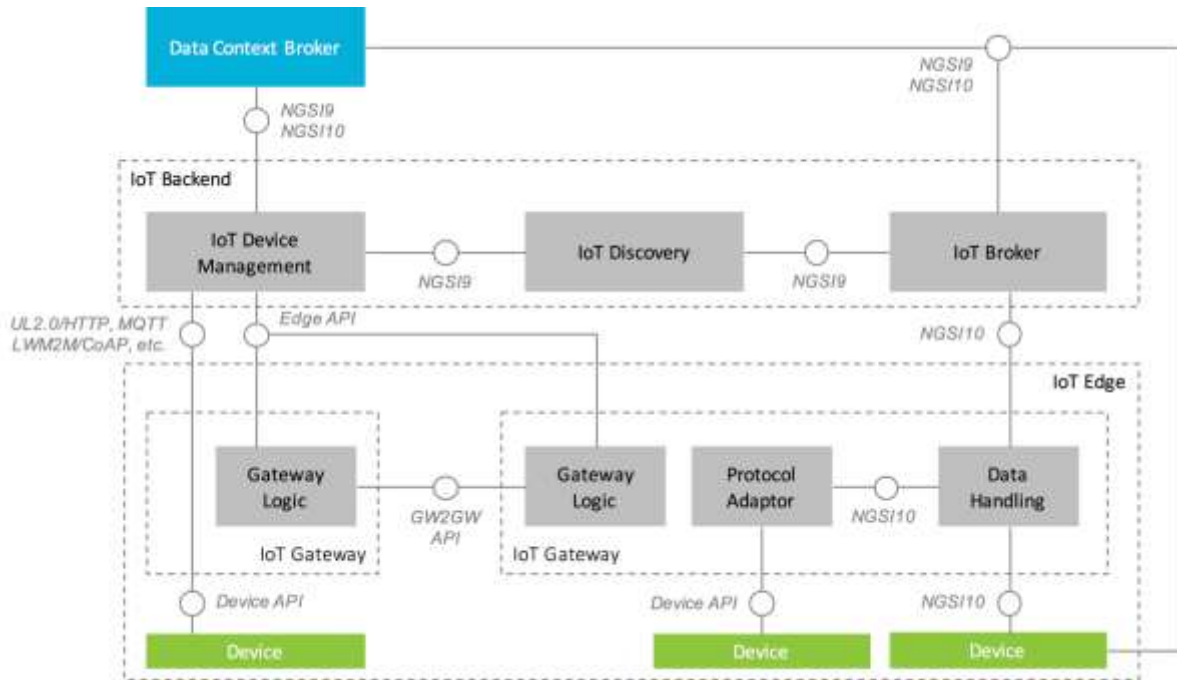 Data Context Broker
NGSI9
NGSI10
NGSI9
NGSI10
IoT Backend
IoT Device
Management
IoT Discovery
IoT Broker
NGSI9
NGSI9
UL2.0/HTTP, MQTT
LWM2M/CoAP, etc.
Edge API
NGSI10
IoT Edge
Gateway
Logic
Gateway
Logic
Protocol
Adaptor
Data
Handling
GW2GW
API
NGSI10
IoT Gateway
IoT Gateway
Device API
Device API
NGSI10
Device
Device
Device